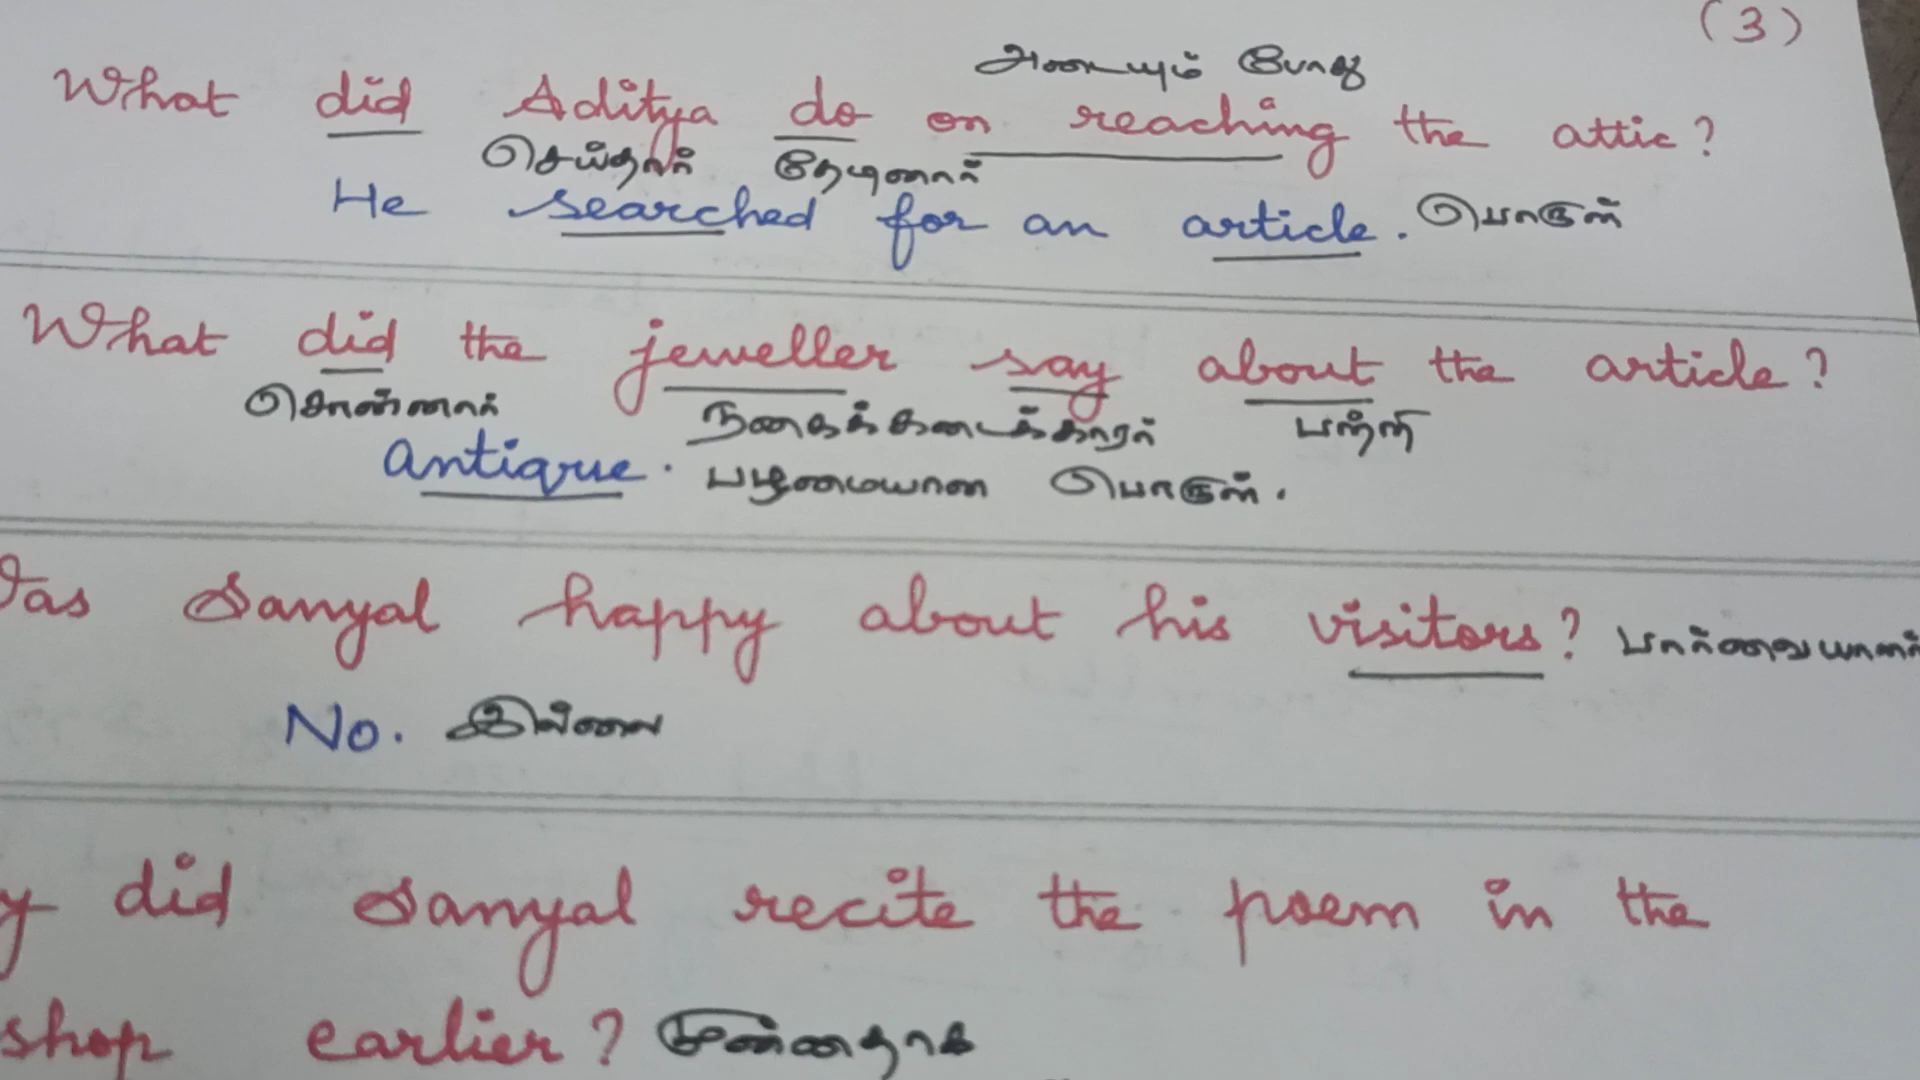 (3)
அடையும் போது
What did Aditya do on reaching the attic?
செய்தார் தேடினார்
He searched for an article. பொருள்
What did the jeweller say about the article?
சொன்னார் நகைக்கடைக்காரர் பற்றி
antique. பழமையான பொருள்.
Was Sanyal happy about his visitors? பார்வையாளர்
No. இல்லை
y did Sanyal recite the poem in the
shop earlier? முன்னதாக